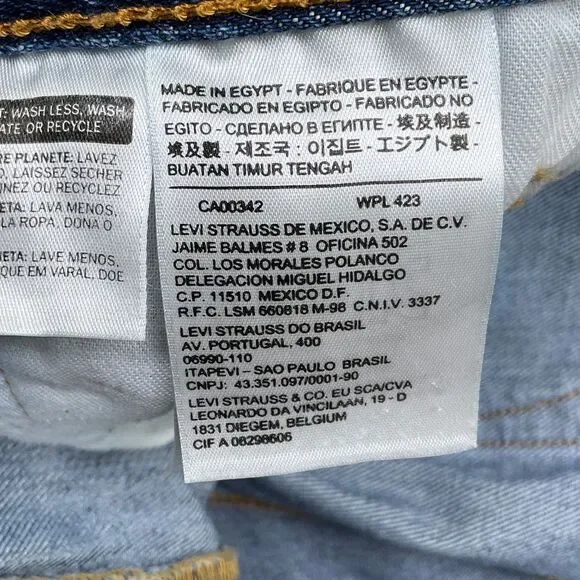 T: WASH LESS, WASH
ATE OR RECYCLE
RE PLANETE: LAVEZ
D, LAISSEZ SECHER
INEZ OU RECYCLEZ
ETA: LAVA MENOS,
LA ROPA, DONA O
ETA: LAVE MENOS,
QUE EM VARAL, DOE
MADE IN EGYPT - FABRIQUE EN EGYPTE -
FABRICADO EN EGIPTO - FABRICADO NO
EGITO - СДЕЛАНО В ЕГИПТЕ - 埃及制造 -
埃及製 - 제조국 : 이집트 - エジプト製 -
BUATAN TIMUR TENGAH
CA00342 WPL 423
LEVI STRAUSS DE MEXICO, S.A. DE C.V.
JAIME BALMES # 8 OFICINA 502
COL. LOS MORALES POLANCO
DELEGACION MIGUEL HIDALGO
C.P. 11510 MEXICO D.F.
R.F.C. LSM 660818 M-98 C.N.I.V. 3337
LEVI STRAUSS DO BRASIL
AV. PORTUGAL, 400
06990-110
ITAPEVI - SAO PAULO BRASIL
CNPJ: 43.351.097/0001-90
LEVI STRAUSS & CO. EU SCA/CVA
LEONARDO DA VINCILAAN, 19 - D
1831 DIEGEM, BELGIUM
CIF A 08298606